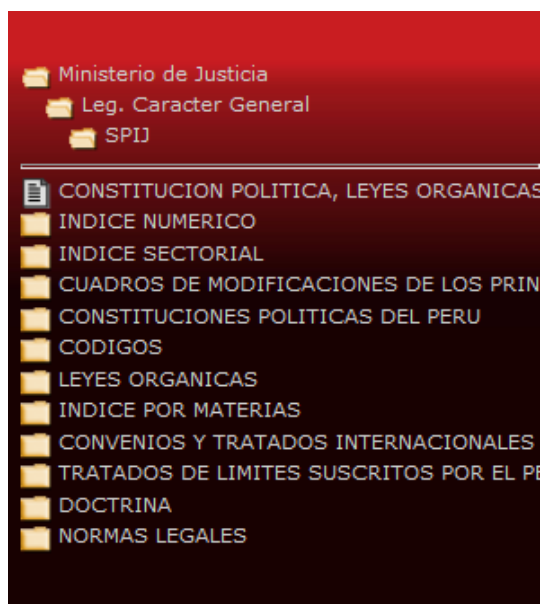 Ministerio de Justicia
Leg. Caracter General
SPIJ
CONSTITUCION POLITICA, LEYES ORGANICAS
INDICE NUMERICO
INDICE SECTORIAL
CUADROS DE MODIFICACIONES DE LOS PRIN
CONSTITUCIONES POLITICAS DEL PERU
CODIGOS
LEYES ORGANICAS
INDICE POR MATERIAS
CONVENIOS Y TRATADOS INTERNACIONALES
TRATADOS DE LIMITES SUSCRITOS POR EL PE
DOCTRINA
NORMAS LEGALES